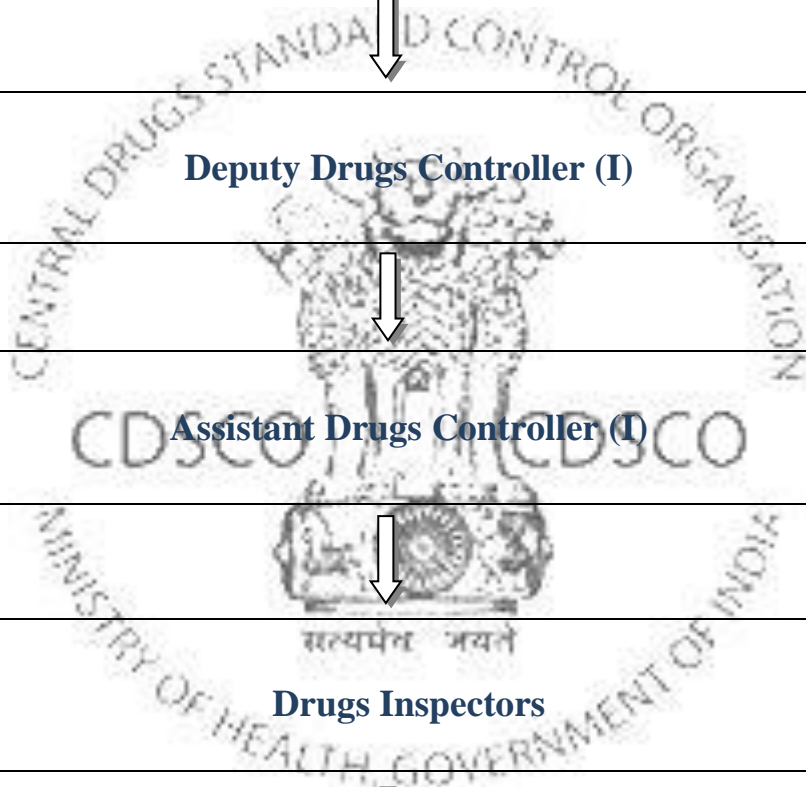 CENTRAL DRUGS STANDARD CONTROL ORGANISATION
Deputy Drugs Controller (I)
CDSCO CDSCO
Assistant Drugs Controller (I)
सत्यमेव जयते
Drugs Inspectors
MINISTRY OF HEALTH, GOVERNMENT OF INDIA